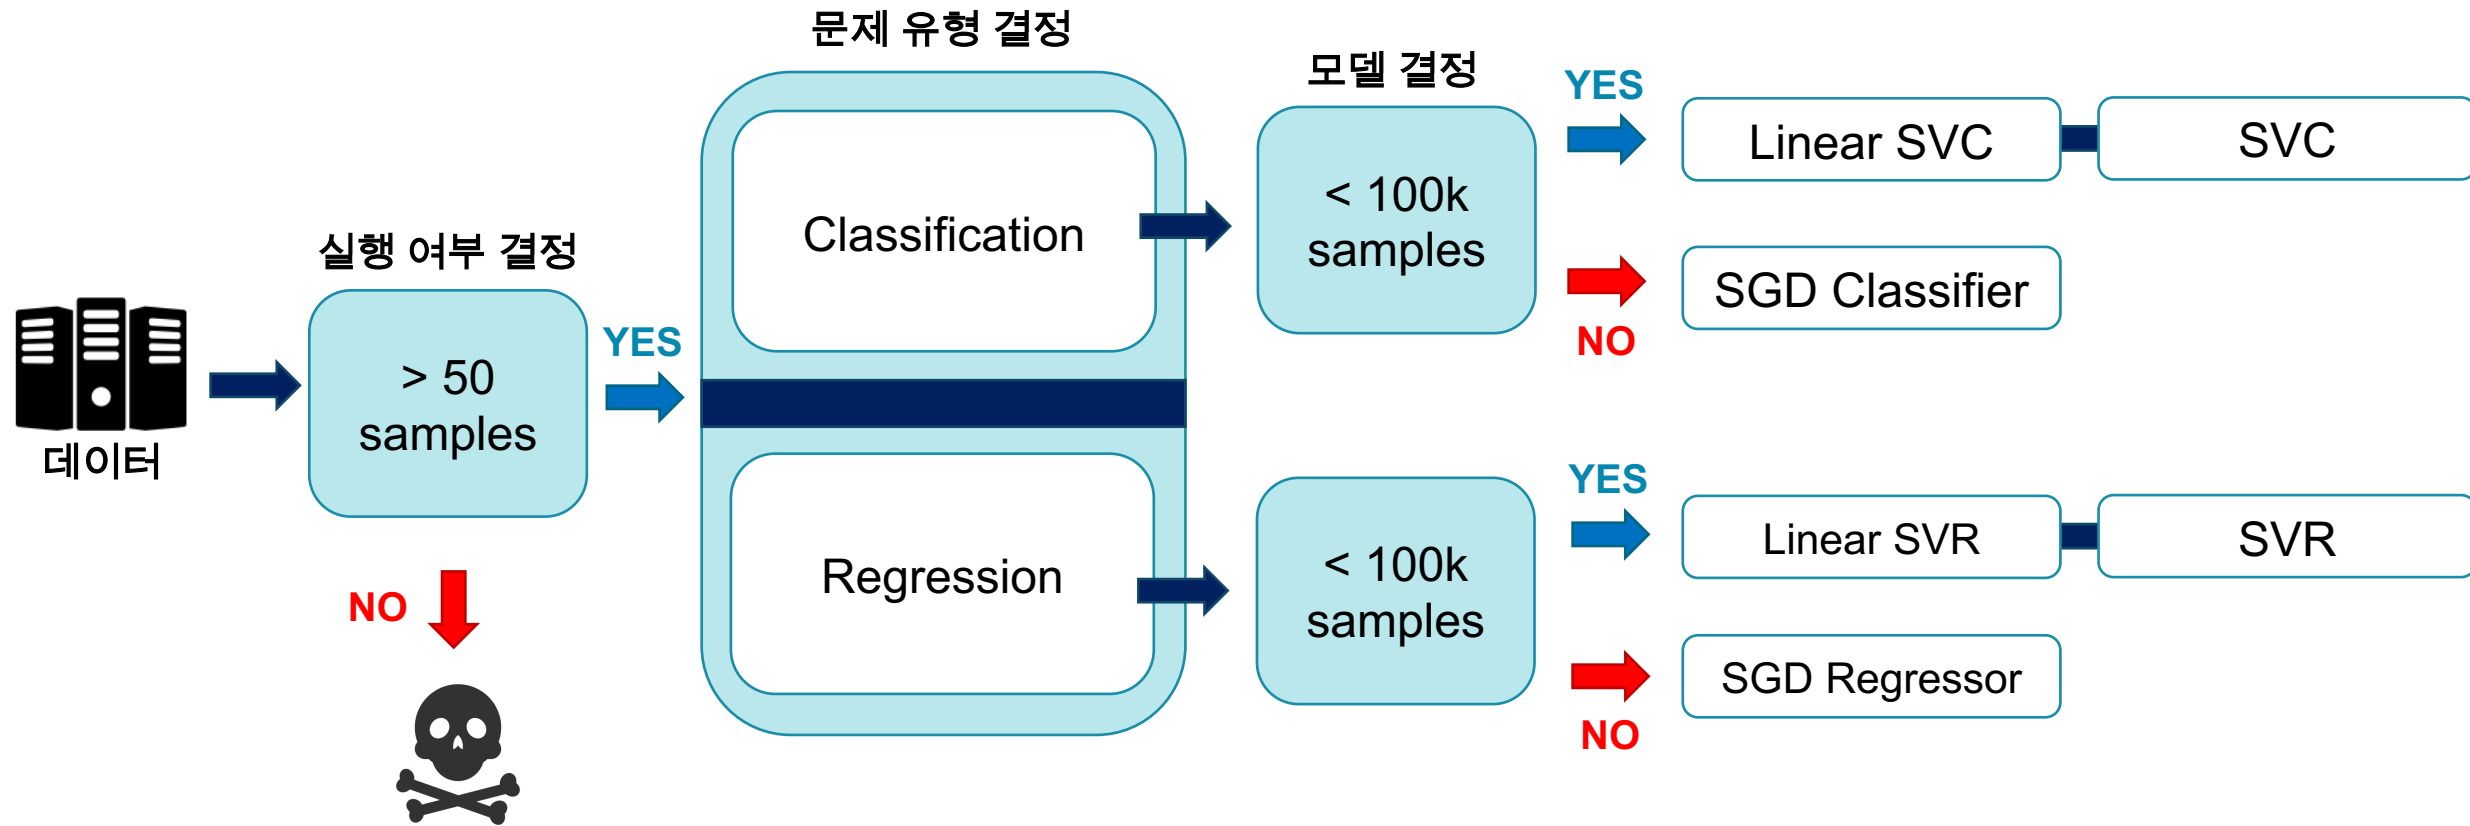 데이터
실행 여부 결정
> 50
samples
YES
NO
문제 유형 결정
Classification
Regression
모델 결정
< 100k
samples
YES
Linear SVC
SVC
NO
SGD Classifier
< 100k
samples
YES
Linear SVR
SVR
NO
SGD Regressor